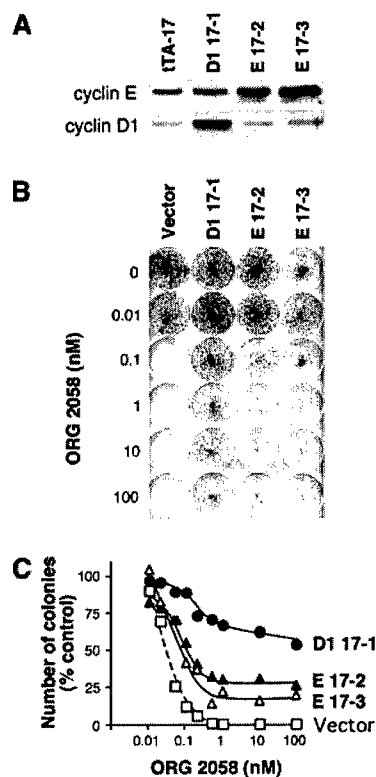 A
tTA-17
D1 17-1
E 17-2
E 17-3
cyclin E
cyclin D1
B
Vector
D1 17-1
E 17-2
E 17-3
ORG 2058 (nM)
0
0.01
0.1
1
10
100
C
Number of colonies
(% control)
100
75
50
25
0
D1 17-1
E 17-2
E 17-3
Vector
0.01
0.1
1
10
100
ORG 2058 (nM)